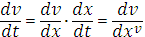 dv/dt = dv/dx · dx/dt = dv/dx^v